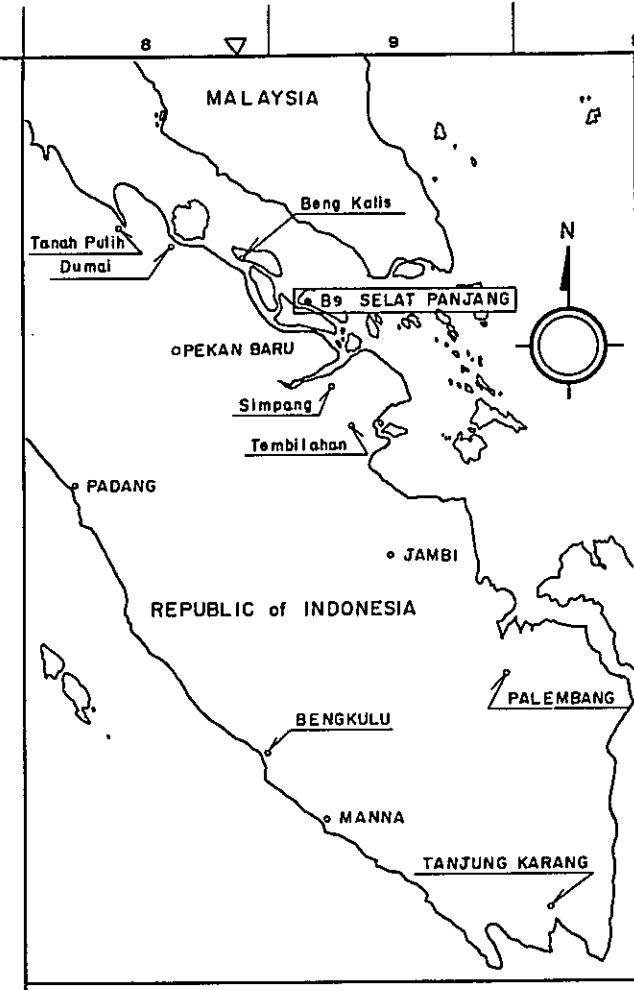 8
9
MALAYSIA
Beng Kalis
Tanah Putih
Dumai
N
B9 SELAT PANJANG
PEKAN BARU
Simpang
Tembilahan
PADANG
JAMBI
REPUBLIC of INDONESIA
PALEMBANG
BENGKULU
MANNA
TANJUNG KARANG